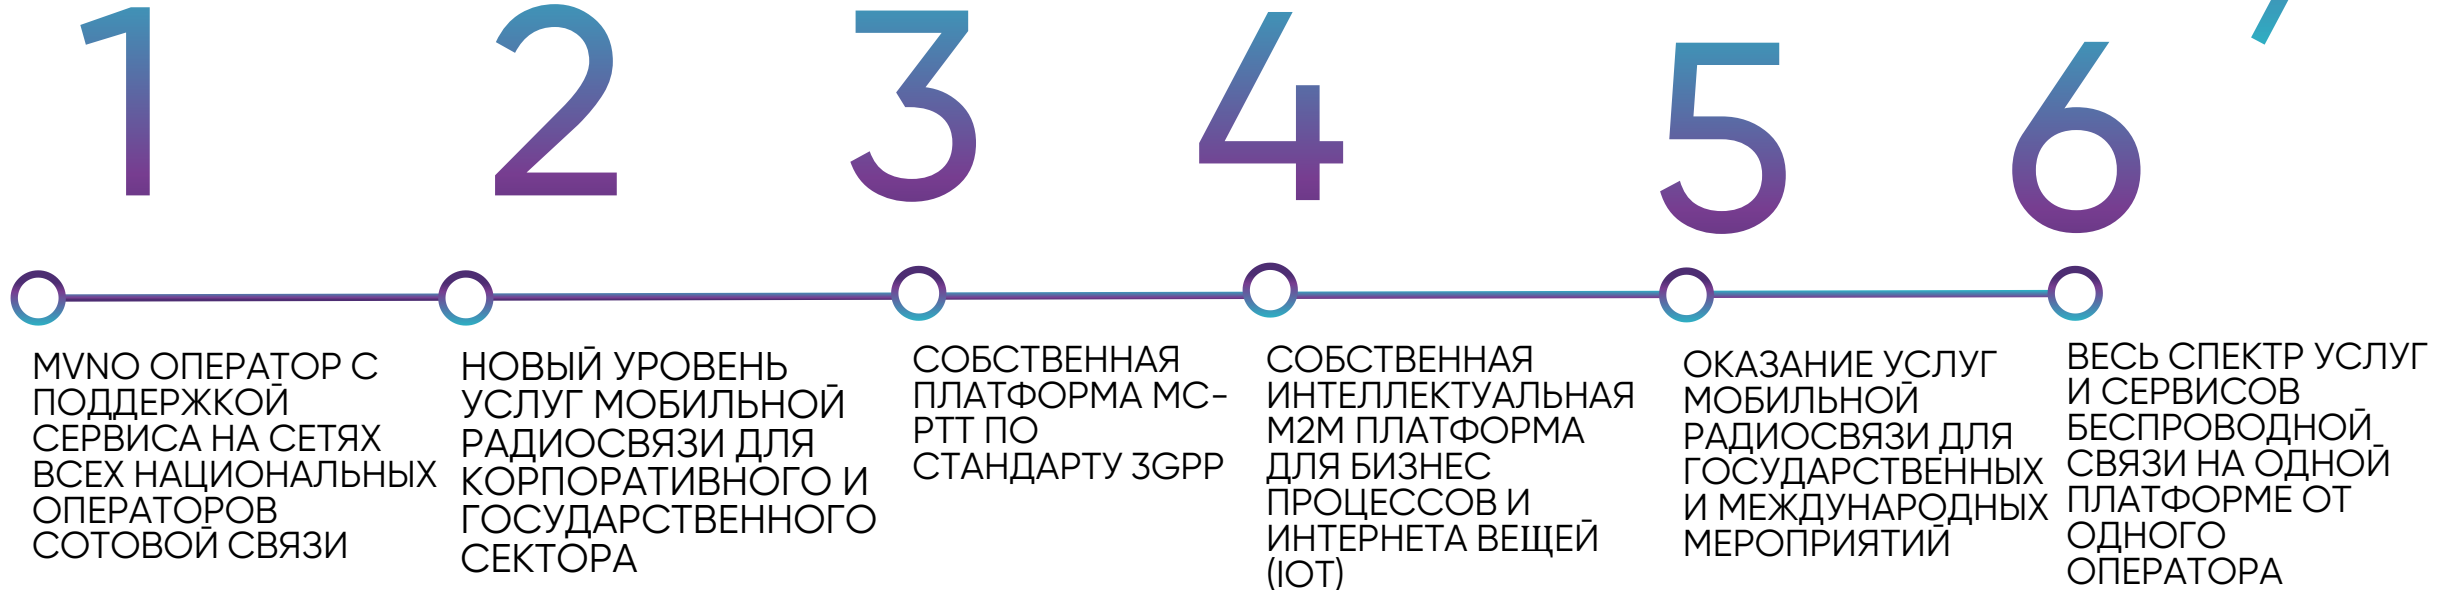 1
MVNO ОПЕРАТОР С
ПОДДЕРЖКОЙ
СЕРВИСА НА СЕТЯХ
ВСЕХ НАЦИОНАЛЬНЫХ
ОПЕРАТОРОВ
СОТОВОЙ СВЯЗИ
2
НОВЫЙ УРОВЕНЬ
УСЛУГ МОБИЛЬНОЙ
РАДИОСВЯЗИ ДЛЯ
КОРПОРАТИВНОГО И
ГОСУДАРСТВЕННОГО
СЕКТОРА
3
СОБСТВЕННАЯ
ПЛАТФОРМА MC-
PTT ПО
СТАНДАРТУ 3GPP
4
СОБСТВЕННАЯ
ИНТЕЛЛЕКТУАЛЬНАЯ
M2M ПЛАТФОРМА
ДЛЯ БИЗНЕС
ПРОЦЕССОВ И
ИНТЕРНЕТА ВЕЩЕЙ
(IOT)
5
ОКАЗАНИЕ УСЛУГ
МОБИЛЬНОЙ
РАДИОСВЯЗИ ДЛЯ
ГОСУДАРСТВЕННЫХ
И МЕЖДУНАРОДНЫХ
МЕРОПРИЯТИЙ
6
ВЕСЬ СПЕКТР УСЛУГ
И СЕРВИСОВ
БЕСПРОВОДНОЙ
СВЯЗИ НА ОДНОЙ
ПЛАТФОРМЕ ОТ
ОДНОГО
ОПЕРАТОРА